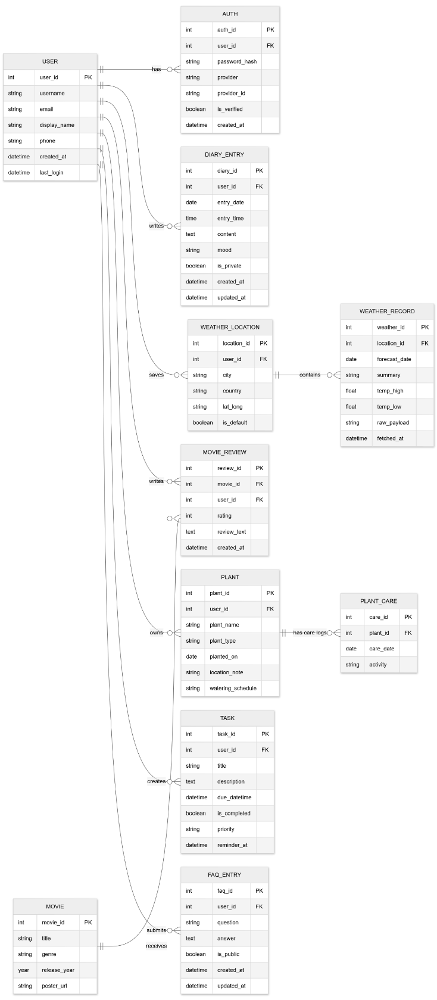 USER
int user_id PK
string username
string email
string display_name
string phone
datetime created_at
datetime last_login
has
AUTH
int auth_id PK
int user_id FK
string password_hash
string provider
string provider_id
boolean is_verified
datetime created_at
writes
DIARY_ENTRY
int diary_id PK
int user_id FK
date entry_date
time entry_time
text content
string mood
boolean is_private
datetime created_at
datetime updated_at
saves
WEATHER_LOCATION
int location_id PK
int user_id FK
string city
string country
string lat_long
boolean is_default
contains
WEATHER_RECORD
int weather_id PK
int location_id FK
date forecast_date
string summary
float temp_high
float temp_low
string raw_payload
datetime fetched_at
writes
MOVIE_REVIEW
int review_id PK
int movie_id FK
int user_id FK
int rating
text review_text
datetime created_at
owns
PLANT
int plant_id PK
int user_id FK
string plant_name
string plant_type
date planted_on
string location_note
string watering_schedule
has care logs
PLANT_CARE
int care_id PK
int plant_id FK
date care_date
string activity
creates
TASK
int task_id PK
int user_id FK
string title
text description
datetime due_datetime
boolean is_completed
string priority
datetime reminder_at
submits
FAQ_ENTRY
int faq_id PK
int user_id FK
string question
text answer
boolean is_public
datetime created_at
datetime updated_at
MOVIE
int movie_id PK
string title
string genre
year release_year
string poster_url
receives